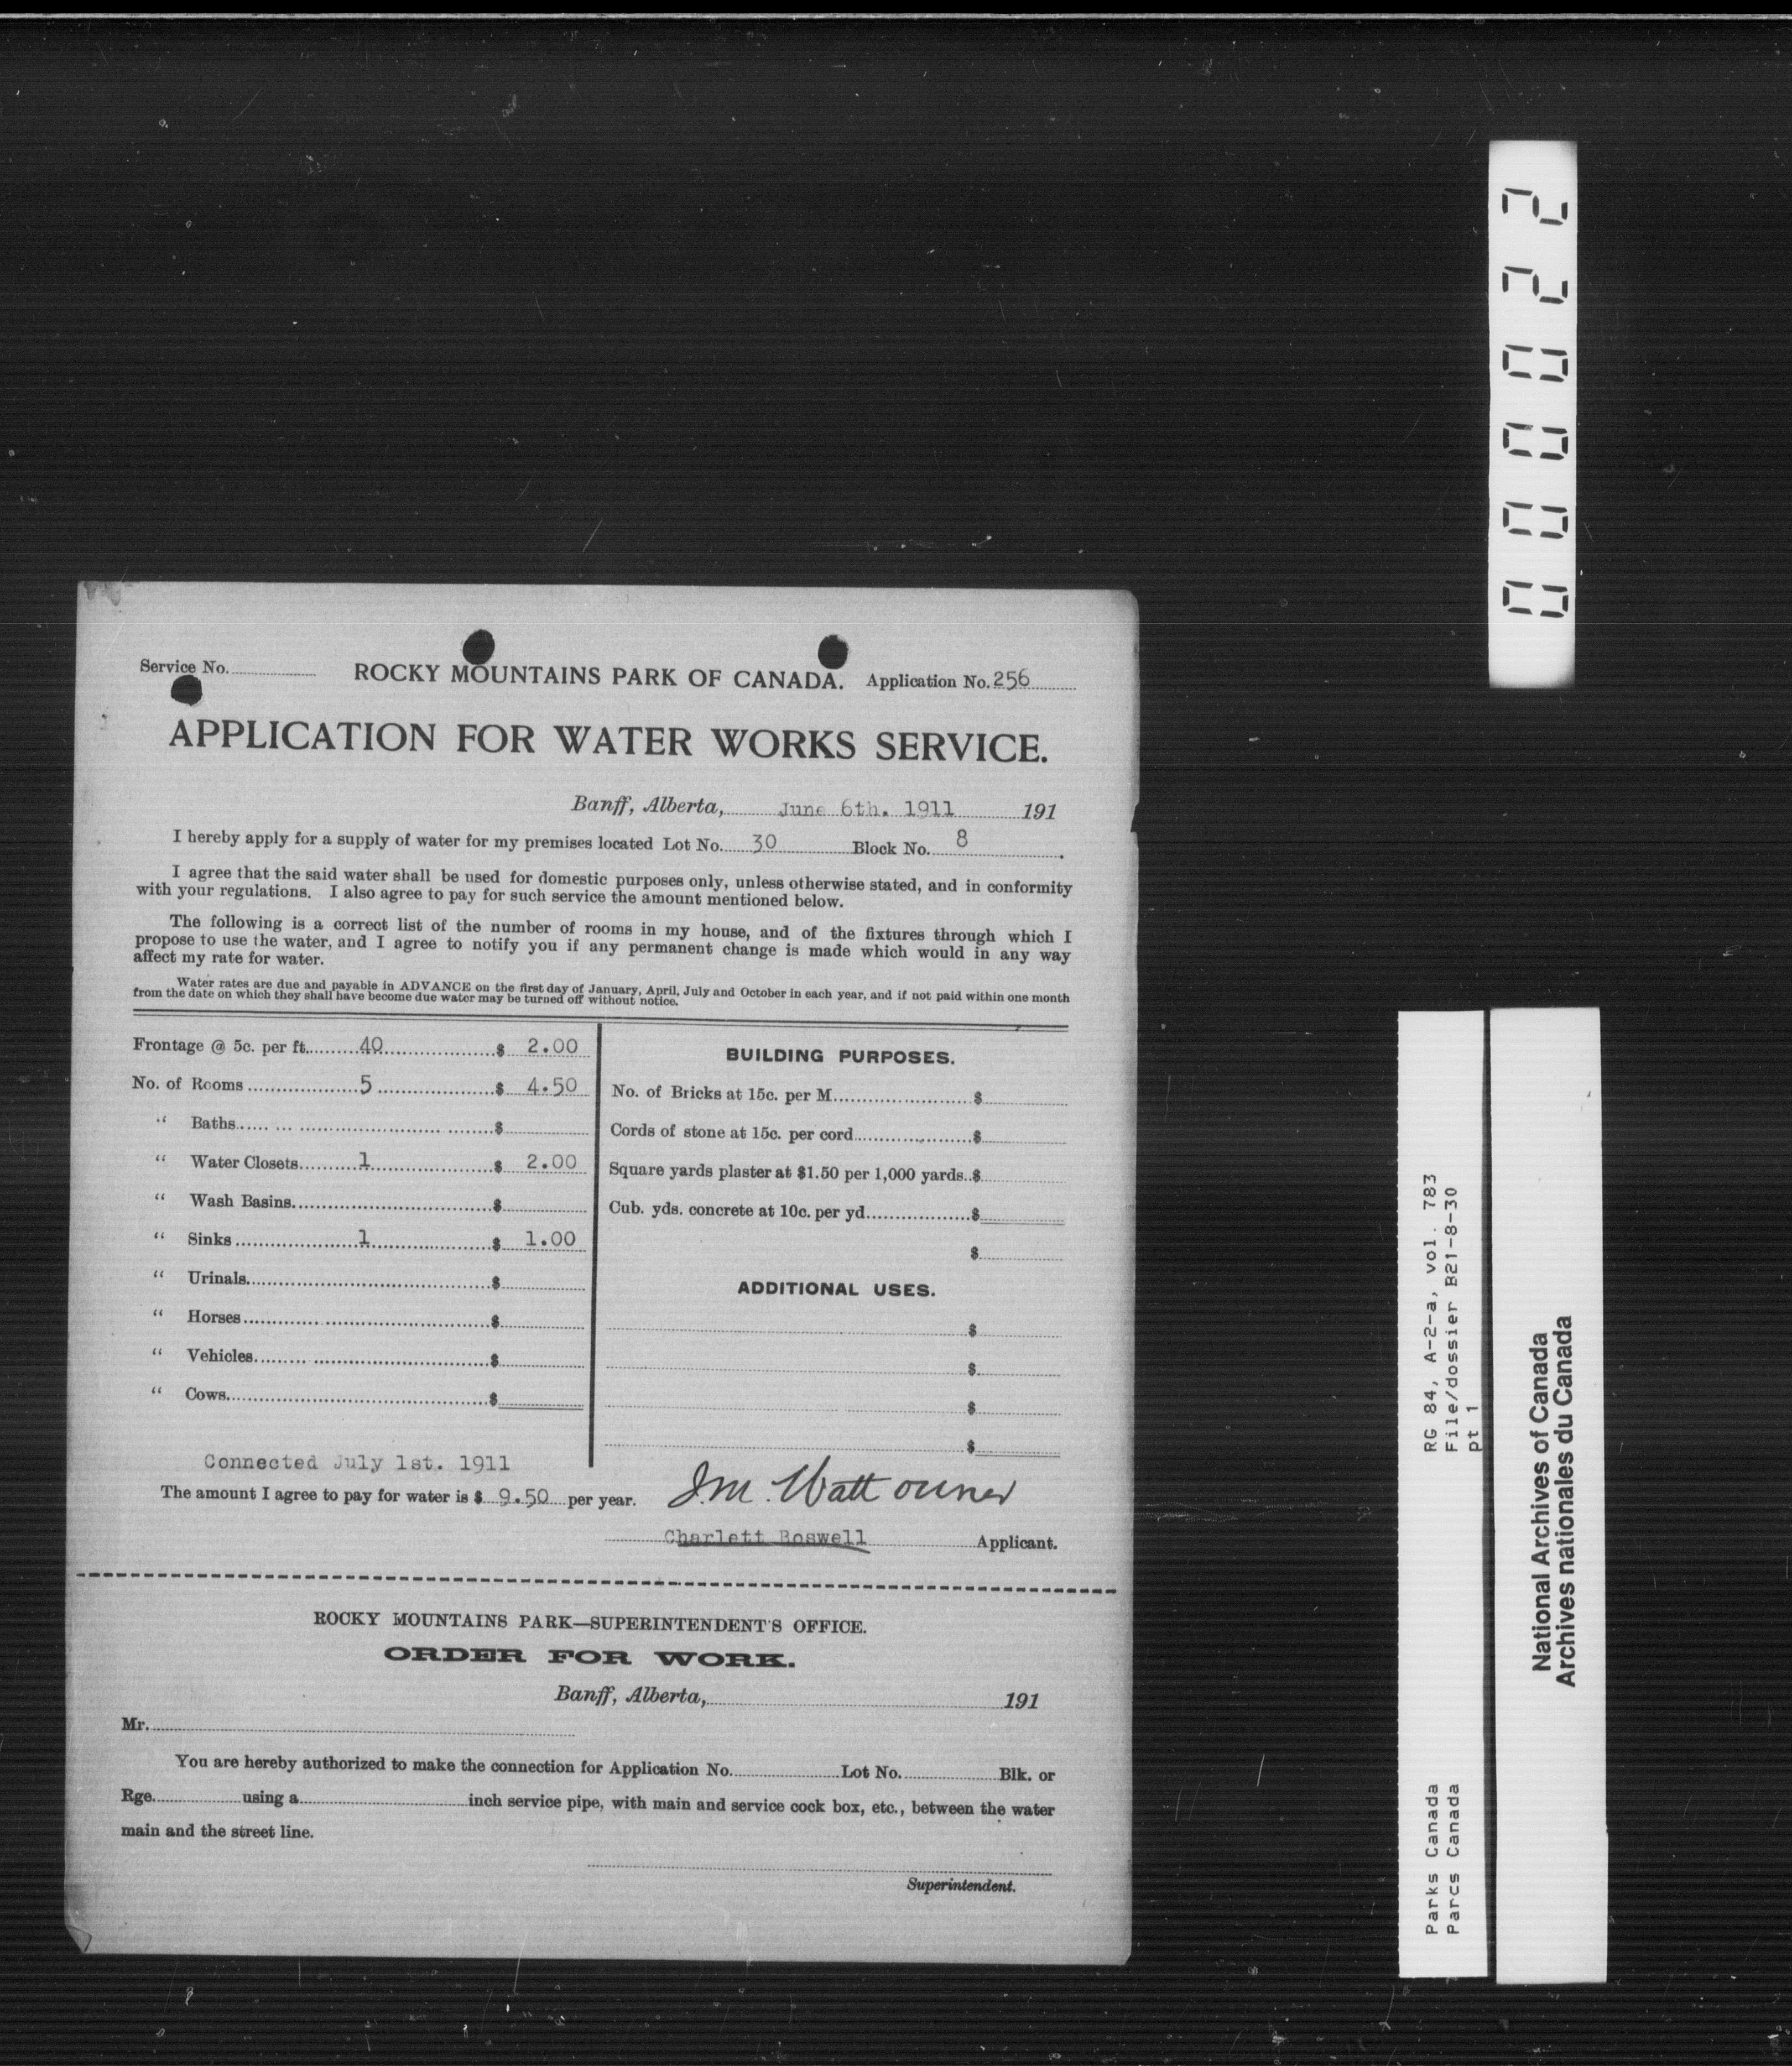 Service No.
ROCKY MOUNTAINS PARK OF CANADA. Application No. 256
APPLICATION FOR WATER WORKS SERVICE.
Banff, Alberta, June 6th. 1911 191
I hereby apply for a supply of water for my premises located Lot No. 30 Block No. 8 .
I agree that the said water shall be used for domestic purposes only, unless otherwise stated, and in conformity
with your regulations. I also agree to pay for such service the amount mentioned below.
The following is a correct list of the number of rooms in my house, and of the fixtures through which I
propose to use the water, and I agree to notify you if any permanent change is made which would in any way
affect my rate for water.
Water rates are due and payable in ADVANCE on the first day of January, April, July and October in each year, and if not paid within one month
from the date on which they shall have become due water may be turned off without notice.
Frontage @ 5c. per ft. 40 $ 2.00
No. of Rooms 5 $ 4.50
" Baths $
" Water Closets 1 $ 2.00
" Wash Basins $
" Sinks 1 $ 1.00
" Urinals $
" Horses $
" Vehicles $
" Cows $
BUILDING PURPOSES.
No. of Bricks at 15c. per M $
Cords of stone at 15c. per cord $
Square yards plaster at $1.50 per 1,000 yards $
Cub. yds. concrete at 10c. per yd $
$
ADDITIONAL USES.
$
$
$
$
Connected July 1st. 1911
The amount I agree to pay for water is $ 9.50 per year.
J.M. Watt owner
Charlett Boswell Applicant.
ROCKY MOUNTAINS PARK—SUPERINTENDENT'S OFFICE.
ORDER FOR WORK.
Banff, Alberta, 191
Mr.
You are hereby authorized to make the connection for Application No. Lot No. Blk. or
Rge. using a inch service pipe, with main and service cock box, etc., between the water
main and the street line.
Superintendent.
000022
RG 84, A-2-a, vol. 783
File/dossier B21-8-30
pt 1
Parks Canada
Parcs Canada
National Archives of Canada
Archives nationales du Canada